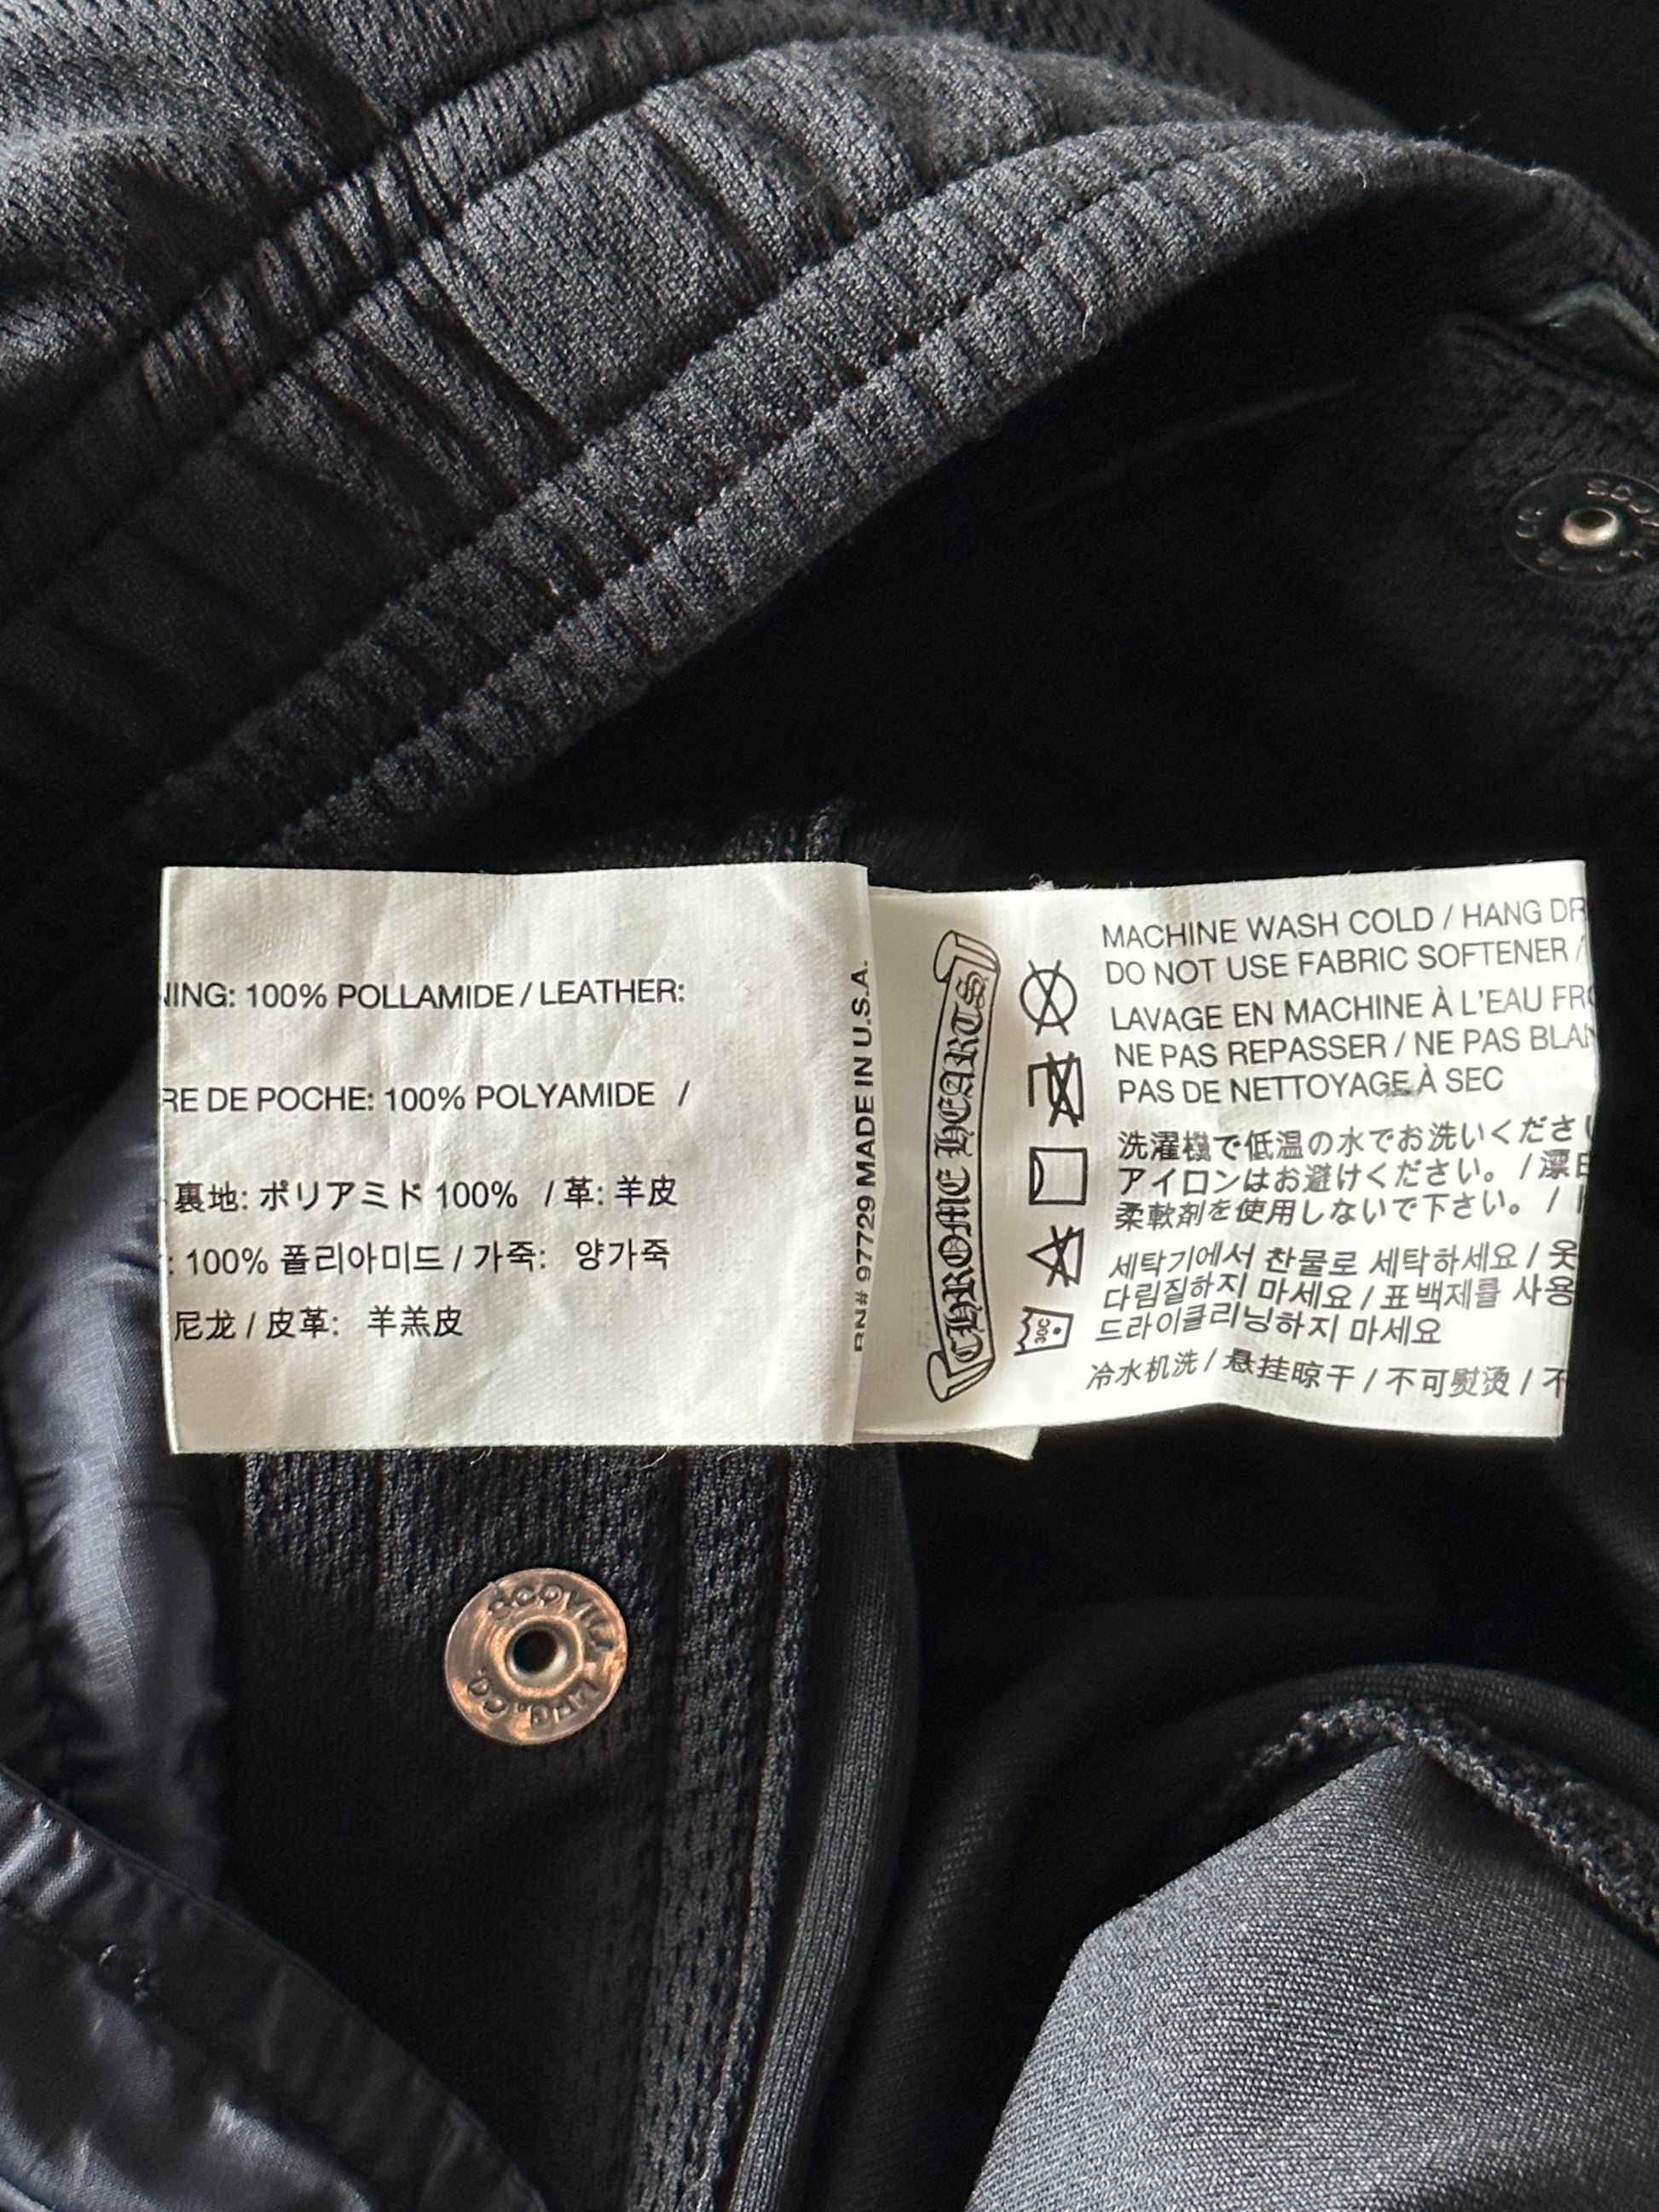 100% POLLAMIDE / LEATHER:
DE POCHE: 100% POLYAMIDE /
裏地: ポリアミド 100% / 革: 羊皮
: 100% 폴리아미드 / 가죽: 양가죽
尼龙 / 皮革: 羊羔皮
RN# 97729 MADE IN U.S.A.
CHROME HEARTS
30C
MACHINE WASH COLD / HANG
DO NOT USE FABRIC SOFTENER /
LAVAGE EN MACHINE À L'EAU
NE PAS REPASSER / NE PAS
PAS DE NETTOYAGE À SEC
洗濯機で低温の水でお洗いくださ
アイロンはお避けください。 / 漂
柔軟剤を使用しないで下さい。 /
세탁기에서 찬물로 세탁하세요 / 옷
다림질하지 마세요 / 표백제를 사용
드라이클리닝하지 마세요
冷水机洗 / 悬挂晾干 / 不可熨烫 / 不
SCOVILL MFG. CO.